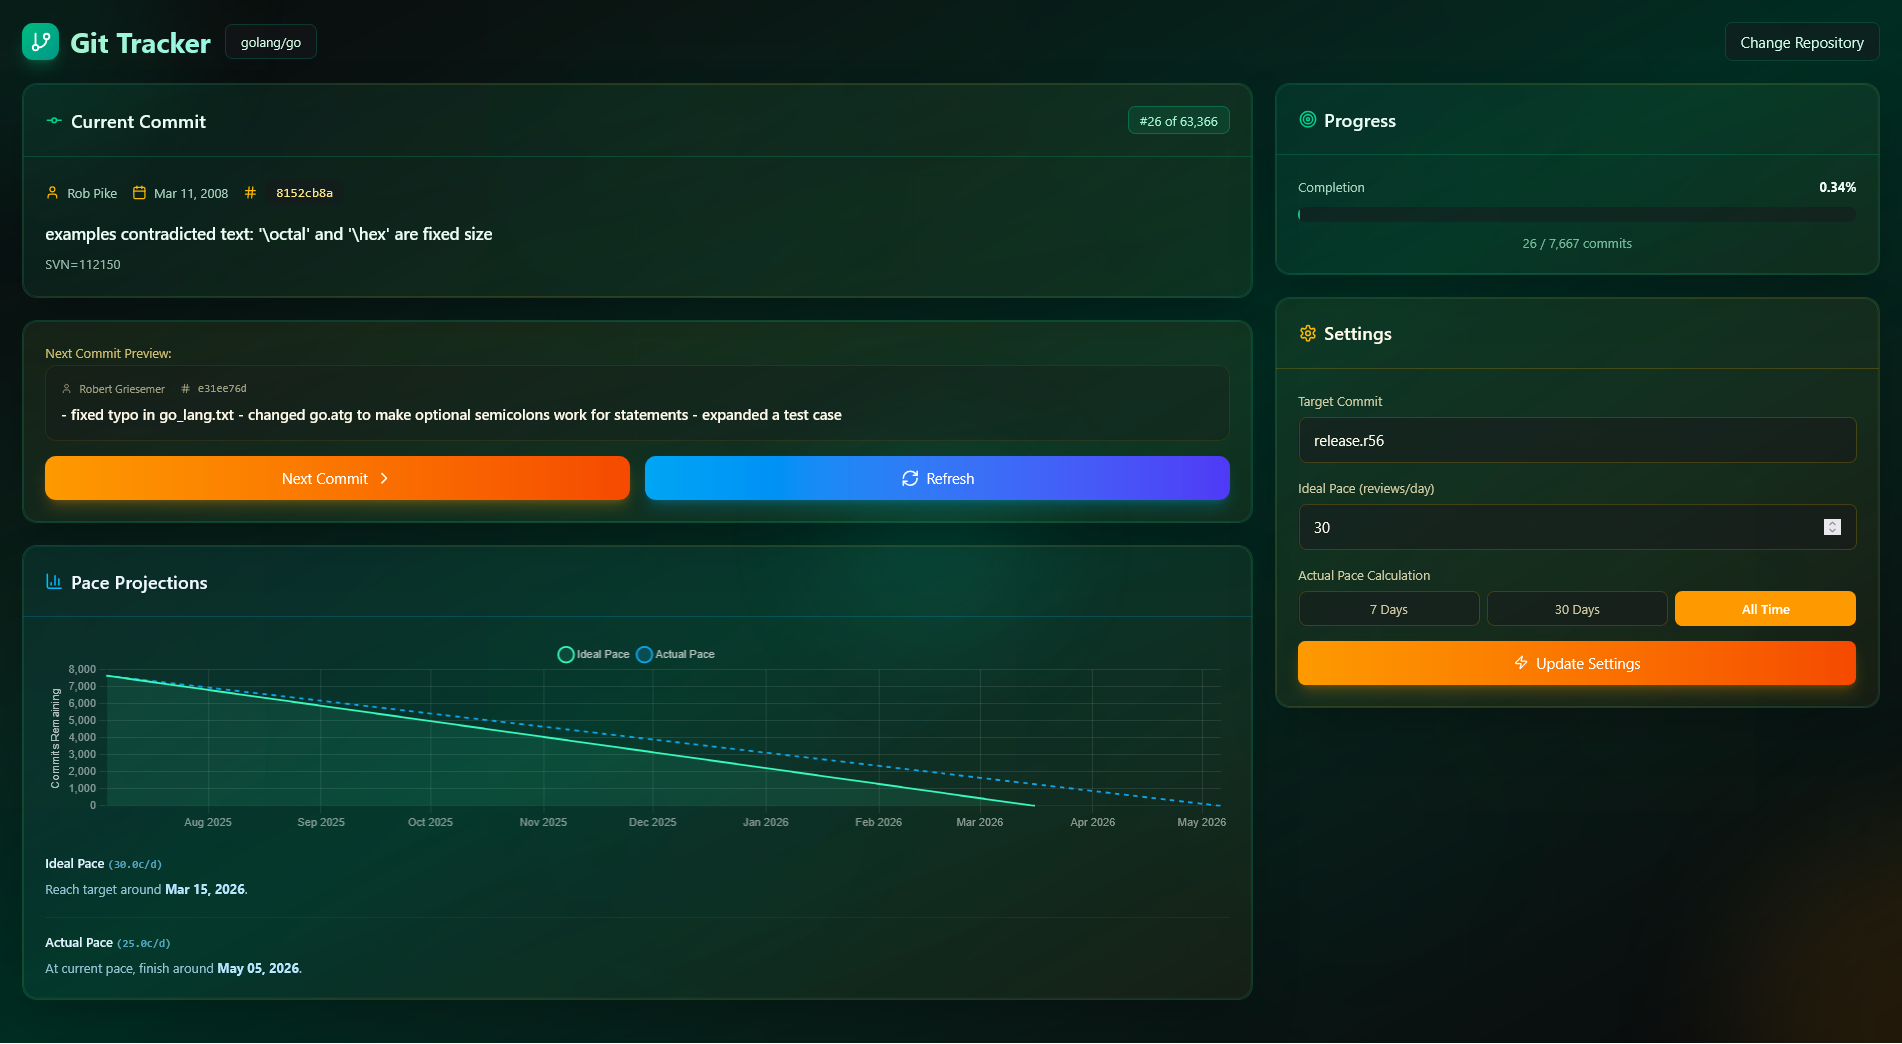 Git Tracker
golang/go
Change Repository
Current Commit
#26 of 63,366
Rob Pike Mar 11, 2008 # 8152cb8a
examples contradicted text: '\octal' and '\hex' are fixed size
SVN=112150
Next Commit Preview:
Robert Griesemer # e31ee76d
- fixed typo in go_lang.txt - changed go.atg to make optional semicolons work for statements - expanded a test case
Next Commit
Refresh
Pace Projections
Ideal Pace Actual Pace
Commits Remaining
8,000
7,000
6,000
5,000
4,000
3,000
2,000
1,000
0
Aug 2025 Sep 2025 Oct 2025 Nov 2025 Dec 2025 Jan 2026 Feb 2026 Mar 2026 Apr 2026 May 2026
Ideal Pace (30.0c/d)
Reach target around Mar 15, 2026.
Actual Pace (25.0c/d)
At current pace, finish around May 05, 2026.
Progress
Completion 0.34%
26 / 7,667 commits
Settings
Target Commit
release.r56
Ideal Pace (reviews/day)
30
Actual Pace Calculation
7 Days 30 Days All Time
Update Settings